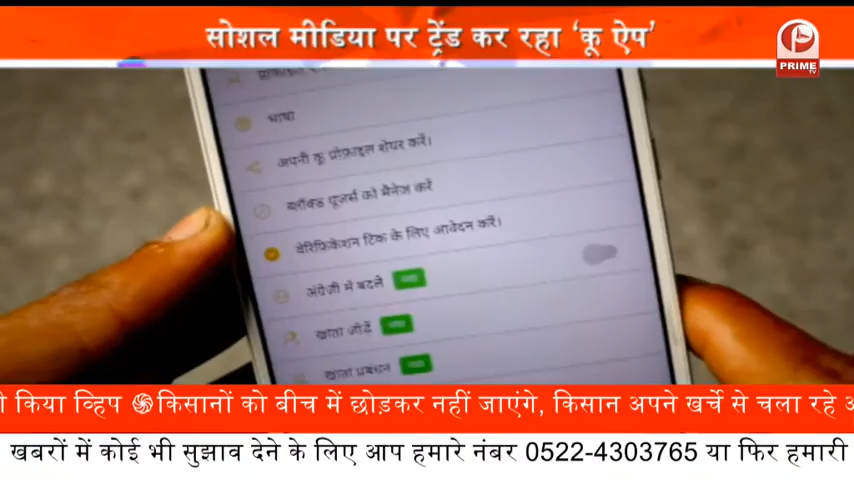 सोशल मीडिया पर ट्रेंड कर रहा ‘कू ऐप’
PRIME
TV
भाषा
अपनी कू प्रोफ़ाइल शेयर करें।
ब्लॉक्ड यूज़र्स को मैनेज करें
वेरिफिकेशन टिक के लिए आवेदन करें।
अंग्रेजी में बदलें
खाता जोड़ें
खाता प्रबंधन
किया व्हिप किसानों को बीच में छोड़कर नहीं जाएंगे, किसान अपने खर्चे से चला रहे
खबरों में कोई भी सुझाव देने के लिए आप हमारे नंबर 0522-4303765 या फिर हमारी